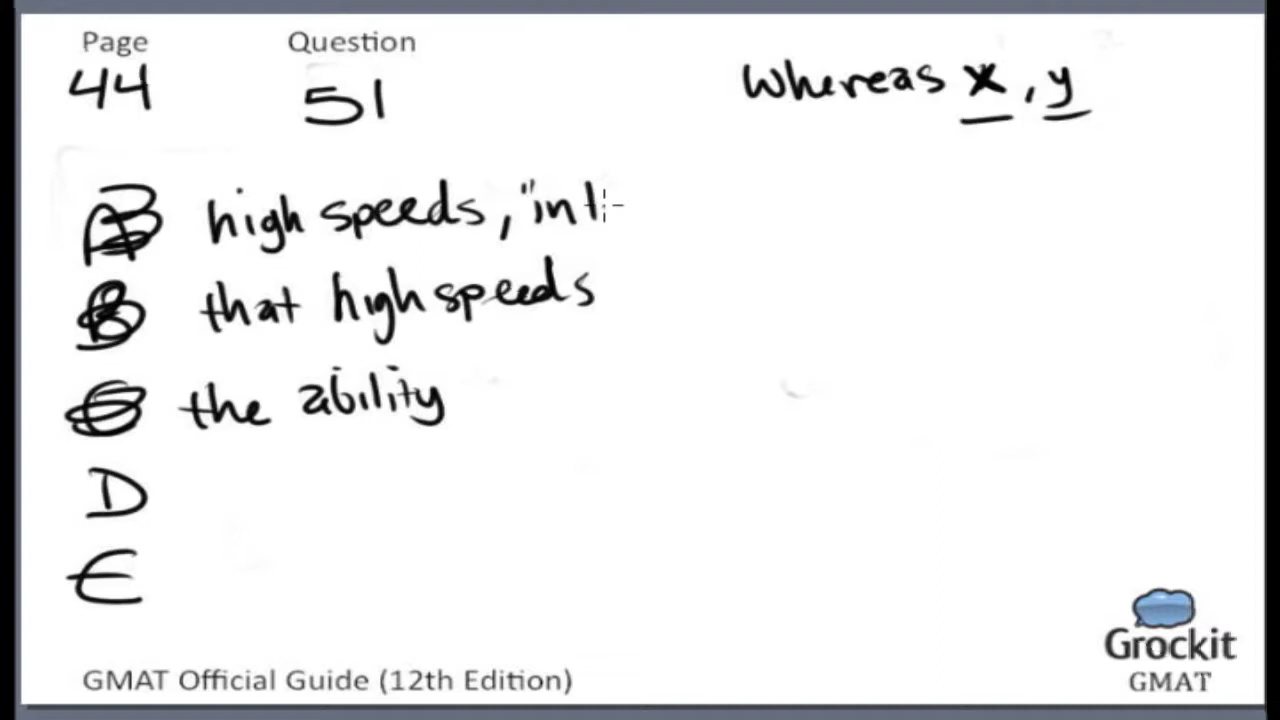 Page Question
44 51
whereas x, y
A high speeds, "int
B that high speeds
C the ability
D
E
GMAT Official Guide (12th Edition)
Grockit
GMAT